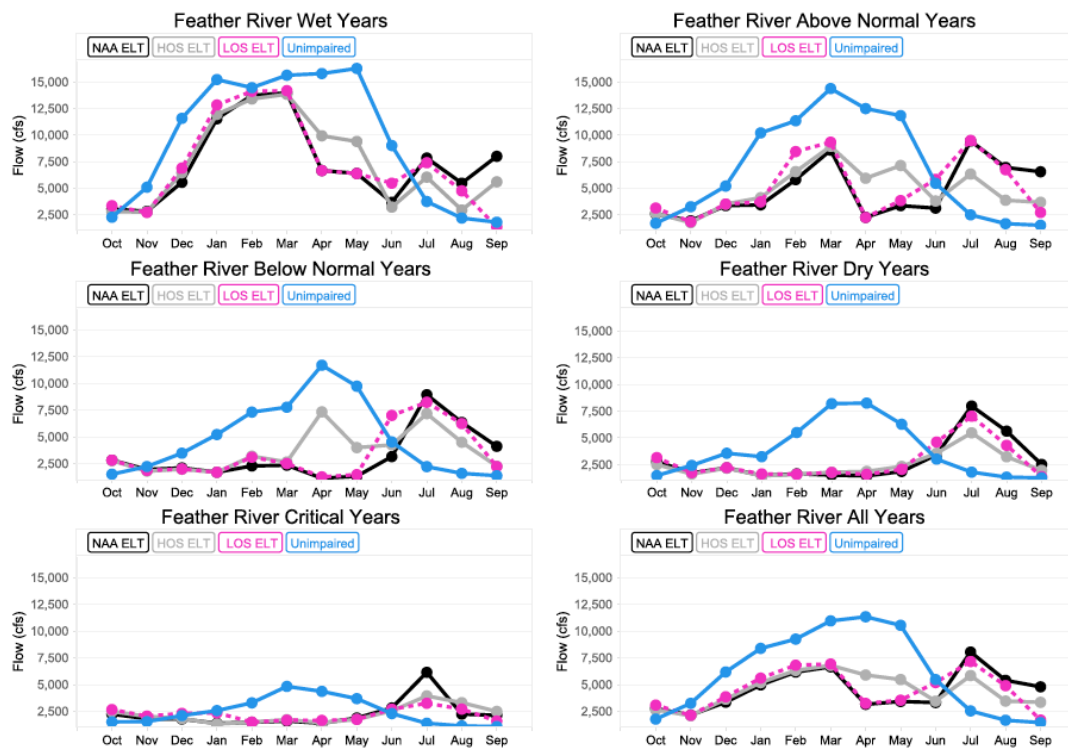 Feather River Wet Years
NAA ELT HOS ELT LOS ELT Unimpaired
Flow (cfs)
15,000
12,500
10,000
7,500
5,000
2,500
Oct Nov Dec Jan Feb Mar Apr May Jun Jul Aug Sep
Feather River Above Normal Years
NAA ELT HOS ELT LOS ELT Unimpaired
Flow (cfs)
15,000
12,500
10,000
7,500
5,000
2,500
Oct Nov Dec Jan Feb Mar Apr May Jun Jul Aug Sep
Feather River Below Normal Years
NAA ELT HOS ELT LOS ELT Unimpaired
Flow (cfs)
15,000
12,500
10,000
7,500
5,000
2,500
Oct Nov Dec Jan Feb Mar Apr May Jun Jul Aug Sep
Feather River Dry Years
NAA ELT HOS ELT LOS ELT Unimpaired
Flow (cfs)
15,000
12,500
10,000
7,500
5,000
2,500
Oct Nov Dec Jan Feb Mar Apr May Jun Jul Aug Sep
Feather River Critical Years
NAA ELT HOS ELT LOS ELT Unimpaired
Flow (cfs)
15,000
12,500
10,000
7,500
5,000
2,500
Oct Nov Dec Jan Feb Mar Apr May Jun Jul Aug Sep
Feather River All Years
NAA ELT HOS ELT LOS ELT Unimpaired
Flow (cfs)
15,000
12,500
10,000
7,500
5,000
2,500
Oct Nov Dec Jan Feb Mar Apr May Jun Jul Aug Sep